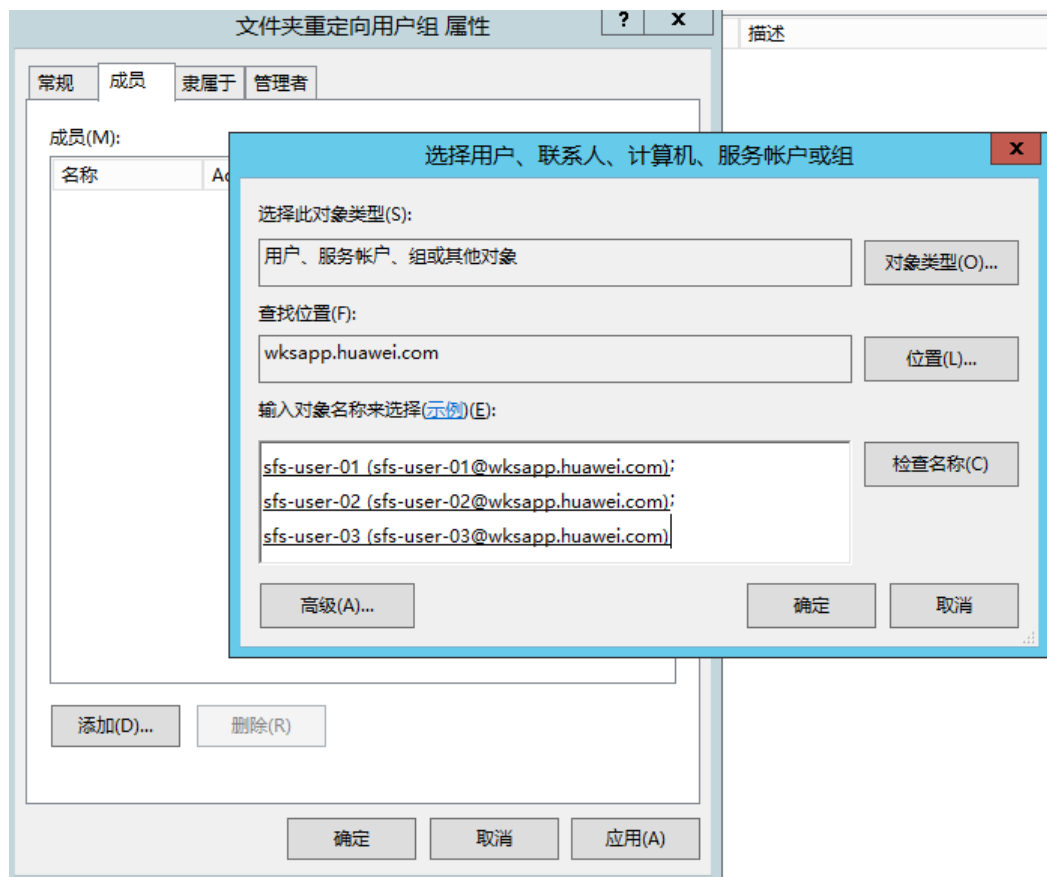 文件夹重定向用户组 属性
? x
描述
常规 成员 隶属于 管理者
成员(M):
名称
选择用户、联系人、计算机、服务帐户或组
x
选择此对象类型(S):
用户、服务帐户、组或其他对象
对象类型(O)...
查找位置(F):
wksapp.huawei.com
位置(L)...
输入对象名称来选择(示例)(E):
sfs-user-01 (sfs-user-01@wksapp.huawei.com);
sfs-user-02 (sfs-user-02@wksapp.huawei.com);
sfs-user-03 (sfs-user-03@wksapp.huawei.com)
检查名称(C)
高级(A)... 确定 取消
添加(D)... 删除(R)
确定 取消 应用(A)